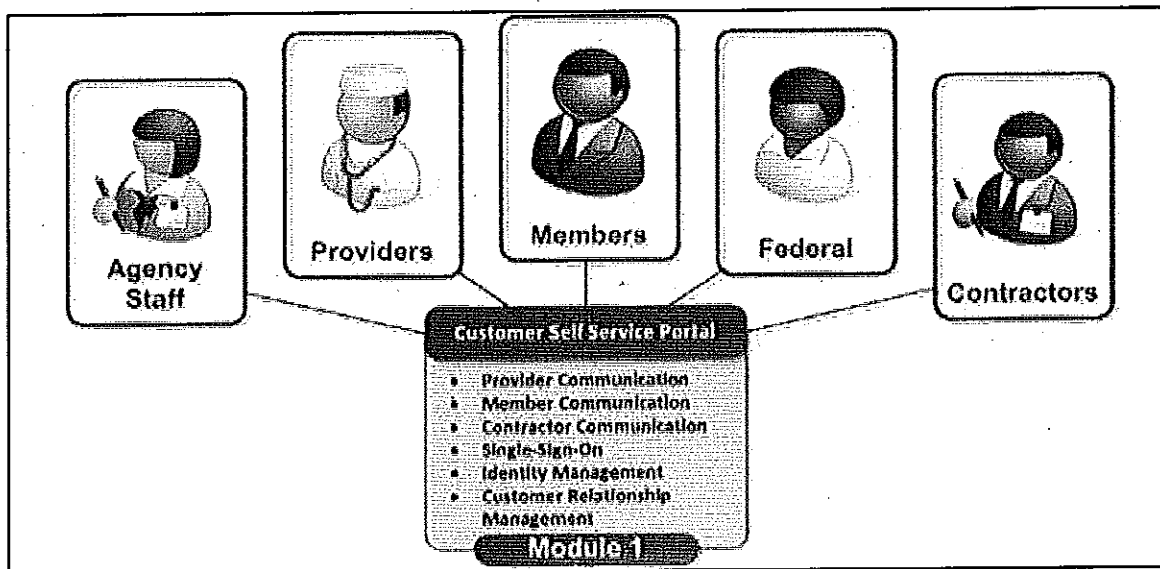 Agency
Staff
Providers
Members
Federal
Contractors
Customer Self Service Portal
• Provider Communication
• Member Communication
• Contractor Communication
• Single-Sign-On
• Identity Management
• Customer Relationship
Management
Module 1